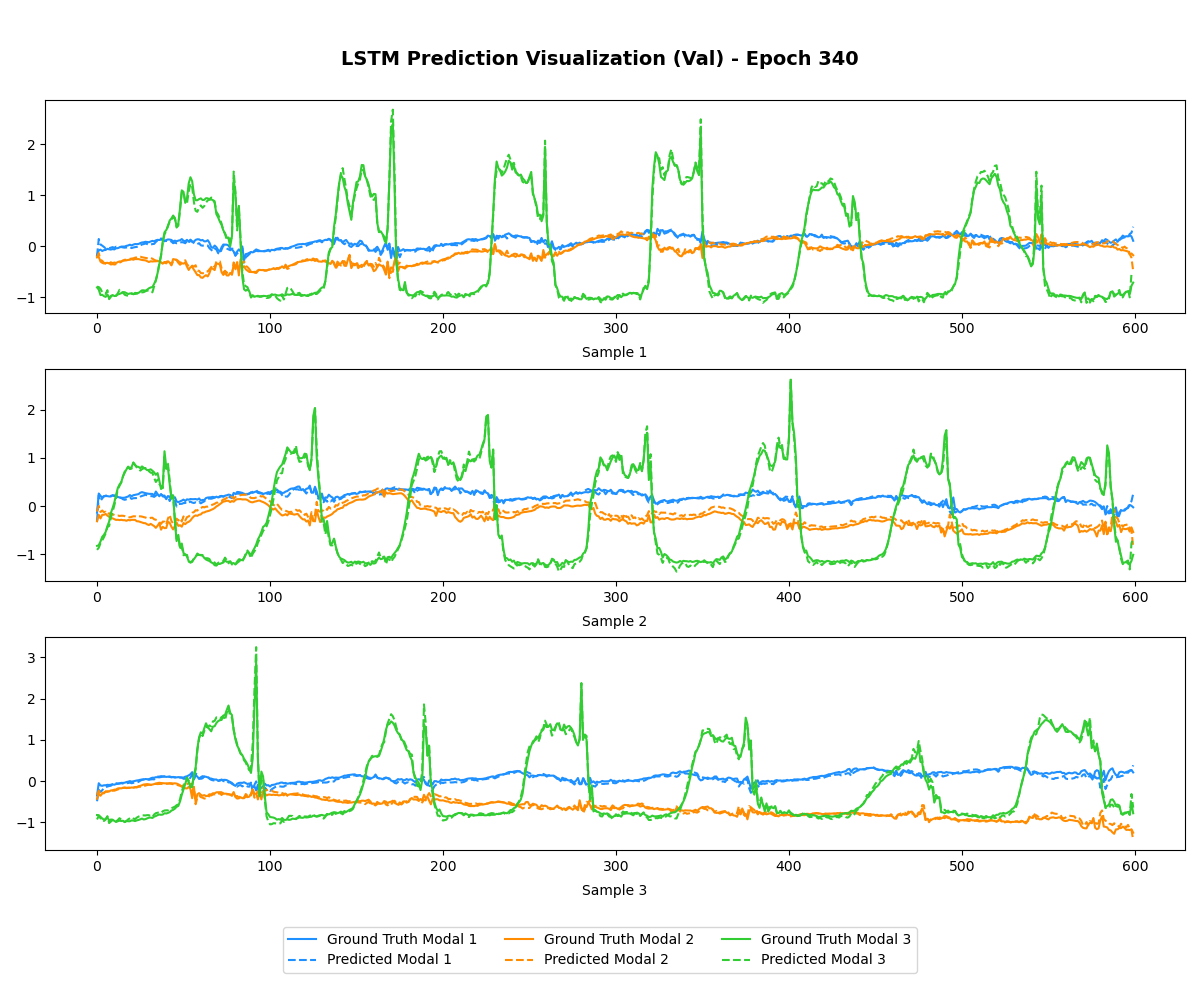 LSTM Prediction Visualization (Val) - Epoch 340
2
1
0
−1
0 100 200 300 400 500 600
Sample 1
2
1
0
−1
0 100 200 300 400 500 600
Sample 2
3
2
1
0
−1
0 100 200 300 400 500 600
Sample 3
Ground Truth Modal 1 Ground Truth Modal 2 Ground Truth Modal 3
Predicted Modal 1 Predicted Modal 2 Predicted Modal 3